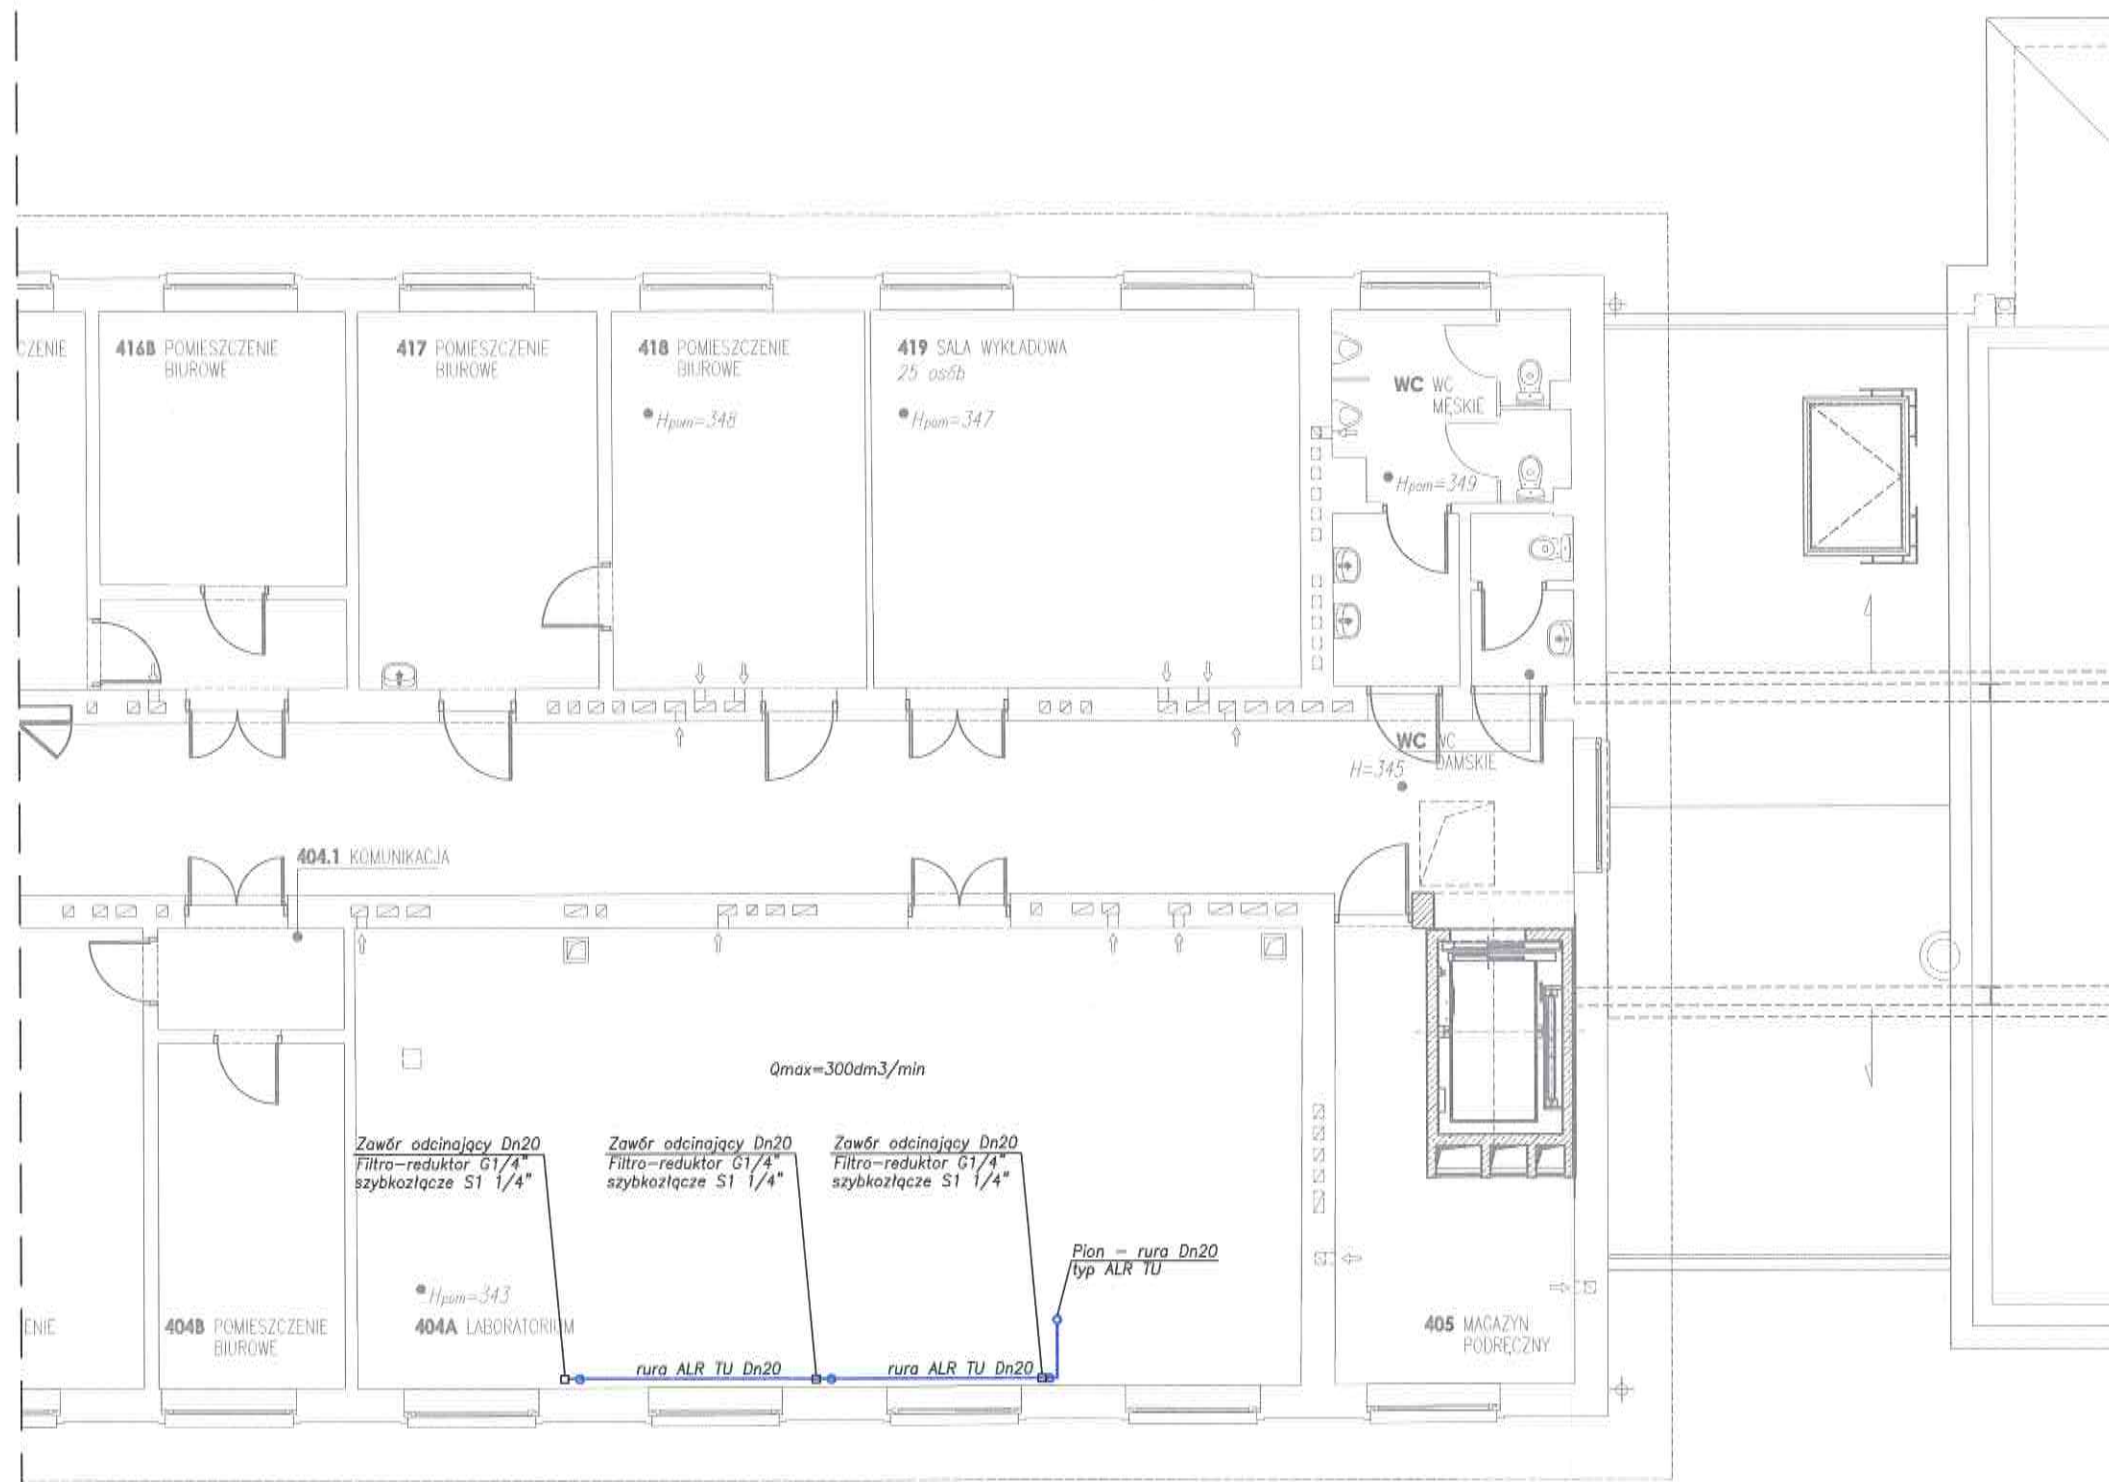 CZENIE
416B POMIESZCZENIE
BIUROWE
417 POMIESZCZENIE
BIUROWE
418 POMIESZCZENIE
BIUROWE
Hpom=348
419 SALA WYKŁADOWA
25 osób
Hpom=347
WC WC
MĘSKIE
Hpom=349
WC WC
DAMSKIE
H=345
404.1 KOMUNIKACJA
Qmax=300dm3/min
Zawór odcinający Dn20
Filtro-reduktor G1/4"
szybkozłącze S1 1/4"
Zawór odcinający Dn20
Filtro-reduktor G1/4"
szybkozłącze S1 1/4"
Zawór odcinający Dn20
Filtro-reduktor G1/4"
szybkozłącze S1 1/4"
Pion - rura Dn20
typ ALR TU
Hpom=343
ENIE
404B POMIESZCZENIE
BIUROWE
404A LABORATORIUM
405 MAGAZYN
PODRĘCZNY
rura ALR TU Dn20
rura ALR TU Dn20